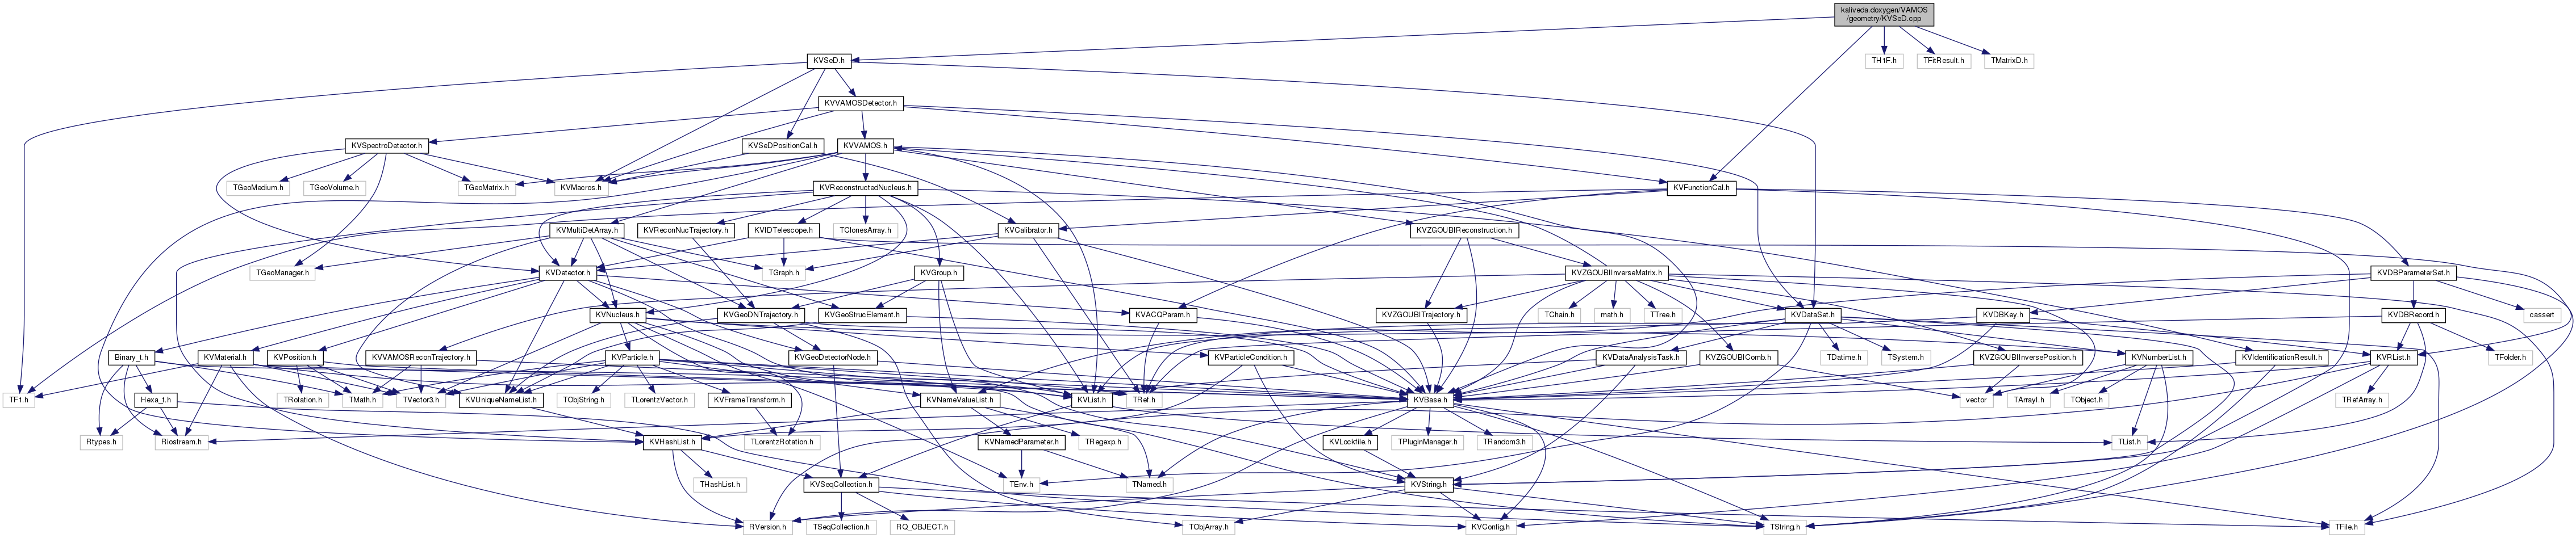 kaliveda.doxygen/VAMOS
/geometry/KVSeD.cpp
KVSeD.h
TH1F.h
TFitResult.h
TMatrixD.h
KVVAMOSDetector.h
KVSpectroDetector.h
KVSeDPositionCal.h
KVVAMOS.h
TGeoMedium.h
TGeoVolume.h
TGeoMatrix.h
KVMacros.h
KVReconstructedNucleus.h
KVFunctionCal.h
KVMultiDetArray.h
KVReconNucTrajectory.h
KVIDTelescope.h
TClonesArray.h
KVCalibrator.h
KVZGOUBIReconstruction.h
TGeoManager.h
KVDetector.h
TGraph.h
KVGroup.h
KVZGOUBIInverseMatrix.h
KVDBParameterSet.h
KVNucleus.h
KVGeoDNTrajectory.h
KVGeoStrucElement.h
KVACQParam.h
KVZGOUBITrajectory.h
TChain.h
math.h
TTree.h
KVDataSet.h
KVDBKey.h
KVDBRecord.h
cassert
Binary_t.h
KVMaterial.h
KVPosition.h
KVVAMOSReconTrajectory.h
KVParticle.h
KVGeoDetectorNode.h
KVParticleCondition.h
KVDataAnalysisTask.h
KVZGOUBIComb.h
TDatime.h
TSystem.h
KVZGOUBIInversePosition.h
KVNumberList.h
KVIdentificationResult.h
KVRList.h
TFolder.h
TF1.h
Hexa_t.h
TRotation.h
TMath.h
TVector3.h
KVUniqueNameList.h
TObjString.h
TLorentzVector.h
KVFrameTransform.h
KVNameValueList.h
KVList.h
TRef.h
KVBase.h
vector
TArrayI.h
TObject.h
TRefArray.h
Rtypes.h
Riostream.h
KVHashList.h
TLorentzRotation.h
KVNamedParameter.h
TRegexp.h
KVLockfile.h
TPluginManager.h
TRandom3.h
TList.h
THashList.h
KVSeqCollection.h
TEnv.h
TNamed.h
KVString.h
RVersion.h
TSeqCollection.h
RQ_OBJECT.h
TObjArray.h
KVConfig.h
TString.h
TFile.h